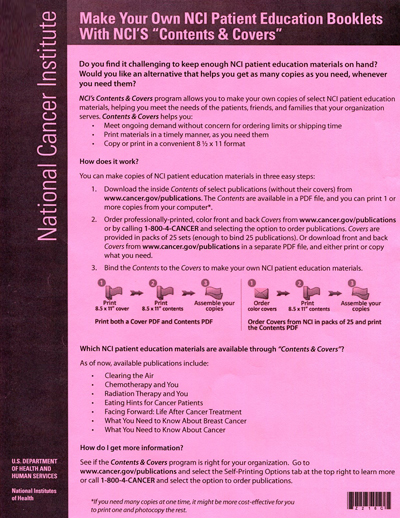 National Cancer Institute
Make Your Own NCI Patient Education Booklets
With NCI'S "Contents & Covers"
Do you find it challenging to keep enough NCI patient education materials on hand?
Would you like an alternative that helps you get as many copies as you need, whenever
you need them?
NCI's Contents & Covers program allows you to make your own copies of select NCI patient education
materials, helping you meet the needs of the patients, friends, and families that your organization
serves. Contents & Covers helps you:
• Meet ongoing demand without concern for ordering limits or shipping time
• Print materials in a timely manner, as you need them
• Copy or print in a convenient 8 ½ x 11 format
How does it work?
You can make copies of NCI patient education materials in three easy steps:
1. Download the inside Contents of select publications (without their covers) from
www.cancer.gov/publications. The Contents are available in a PDF file, and you can print 1 or
more copies from your computer*.
2. Order professionally-printed, color front and back Covers from www.cancer.gov/publications
or by calling 1-800-4-CANCER and selecting the option to order publications. Covers are
provided in packs of 25 sets (enough to bind 25 publications). Or download front and back
Covers from www.cancer.gov/publications in a separate PDF file, and either print or copy
what you need.
3. Bind the Contents to the Covers to make your own NCI patient education materials.
1 2 3 1 2 3
Print Print Assemble your Order Print Assemble your
8.5 x 11" cover 8.5 x 11" contents copies color covers 8.5 x 11" contents copies
Print both a Cover PDF and Contents PDF
Order Covers from NCI in packs of 25 and print
the Contents PDF
Which NCI patient education materials are available through "Contents & Covers"?
As of now, available publications include:
• Clearing the Air
• Chemotherapy and You
• Radiation Therapy and You
• Eating Hints for Cancer Patients
• Facing Forward: Life After Cancer Treatment
• What You Need to Know About Breast Cancer
• What You Need to Know About Cancer
How do I get more information?
See if the Contents & Covers program is right for your organization. Go to
www.cancer.gov/publications and select the Self-Printing Options tab at the top right to learn more
or call 1-800-4-CANCER and select the option to order publications.
U.S. DEPARTMENT
OF HEALTH AND
HUMAN SERVICES
National Institutes
of Health
*If you need many copies at one time, it might be more cost-effective for you
to print one and photocopy the rest.